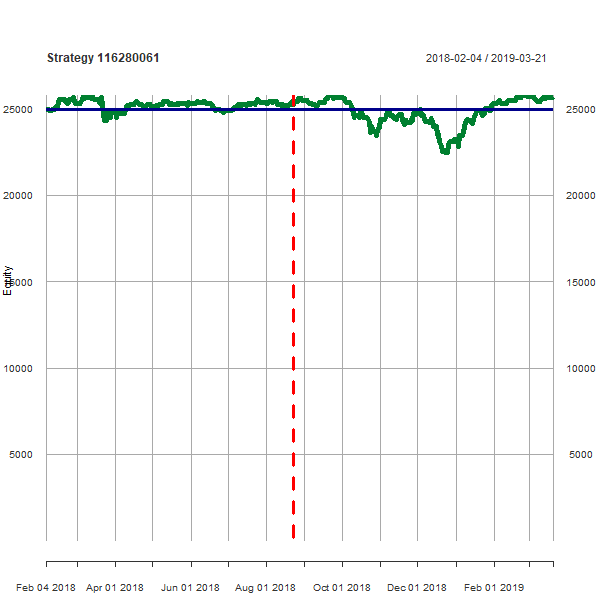 Strategy 116280061
2018-02-04 / 2019-03-21
25000 25000
20000 20000
15000 15000
10000 10000
5000 5000
Equity
Feb 04 2018 Apr 01 2018 Jun 01 2018 Aug 01 2018 Oct 01 2018 Dec 01 2018 Feb 01 2019